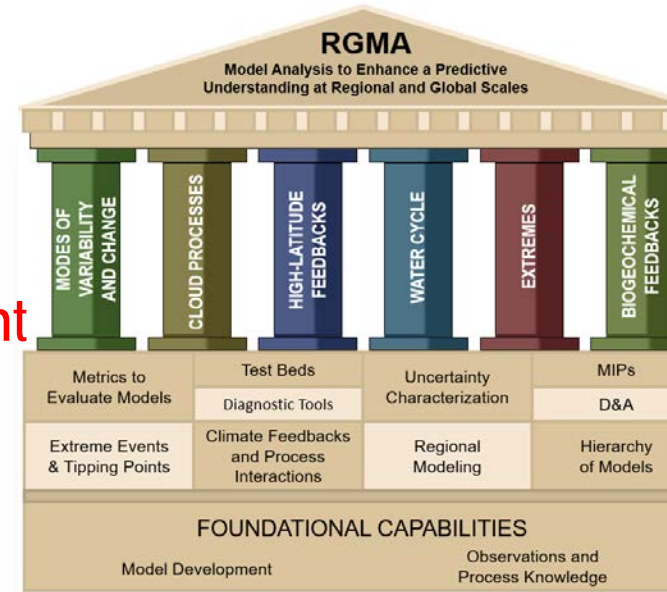 RGMA
Model Analysis to Enhance a Predictive
Understanding at Regional and Global Scales
MODES OF
VARIABILITY
AND CHANGE
CLOUD PROCESSES
HIGH-LATITUDE
FEEDBACKS
WATER CYCLE
EXTREMES
BIOGEOCHEMICAL
FEEDBACKS
nt
Metrics to
Evaluate Models
Test Beds
Diagnostic Tools
Uncertainty
Characterization
MIPs
D&A
Extreme Events
& Tipping Points
Climate Feedbacks
and Process
Interactions
Regional
Modeling
Hierarchy
of Models
FOUNDATIONAL CAPABILITIES
Model Development
Observations and
Process Knowledge